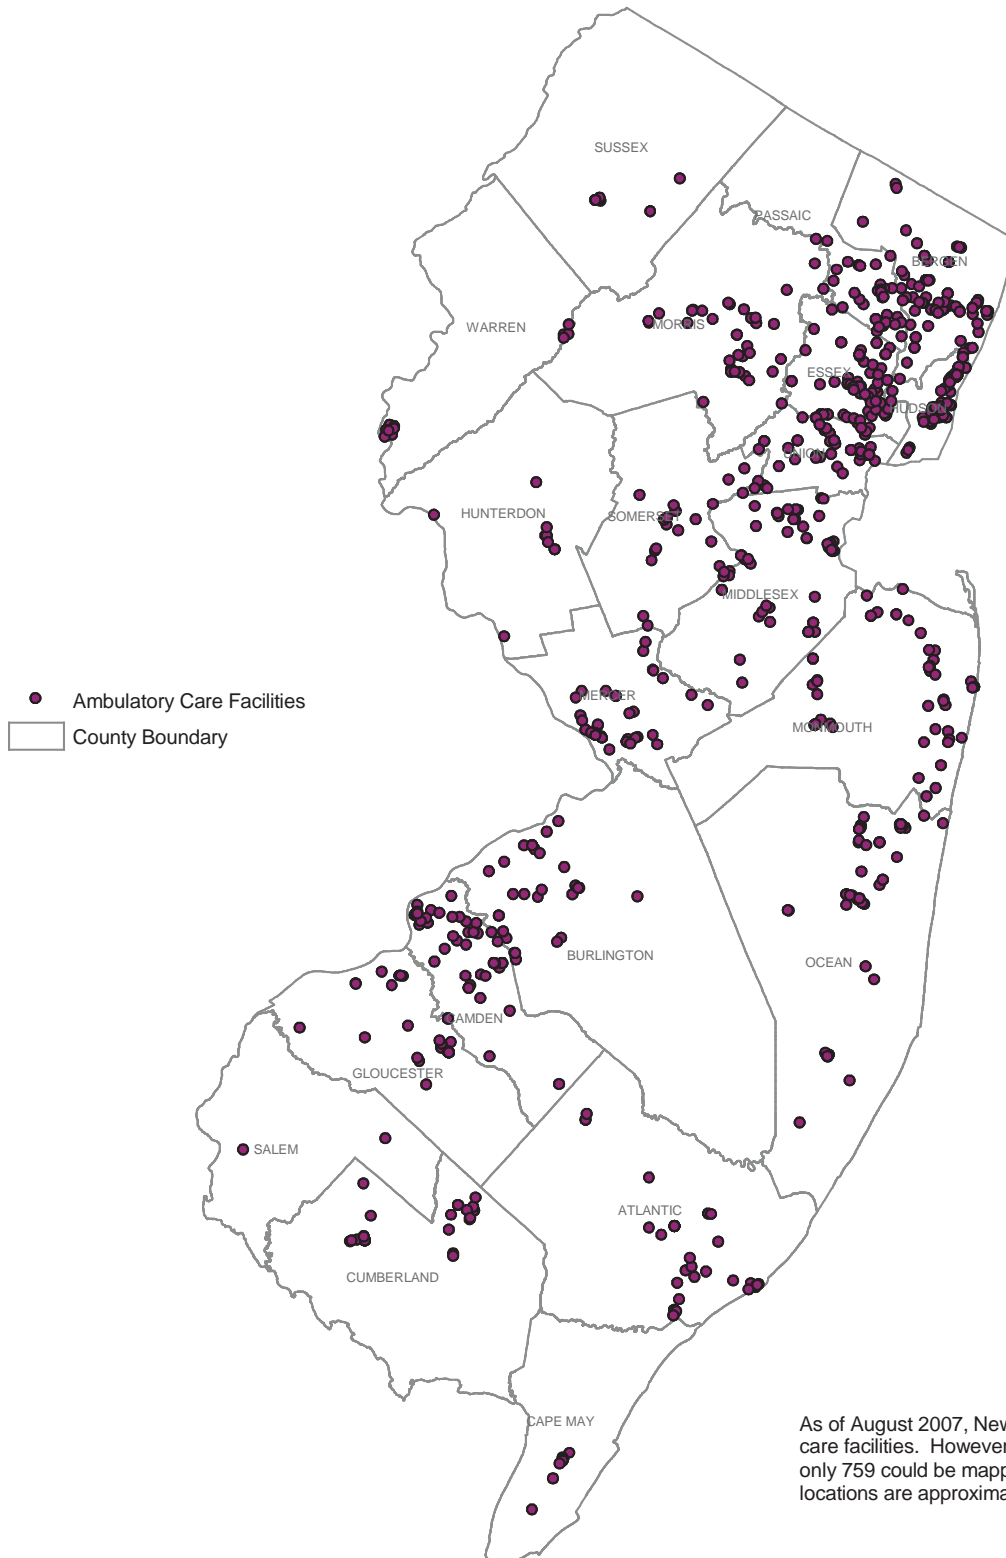 SUSSEX
PASSAIC
BERGEN
WARREN
MORRIS
ESSEX
HUDSON
UNION
HUNTERDON
SOMERSET
MIDDLESEX
MERCER
MONMOUTH
Ambulatory Care Facilities
County Boundary
BURLINGTON
OCEAN
CAMDEN
GLOUCESTER
SALEM
ATLANTIC
CUMBERLAND
CAPE MAY
As of August 2007, New
care facilities. However
only 759 could be mapp
locations are approxima